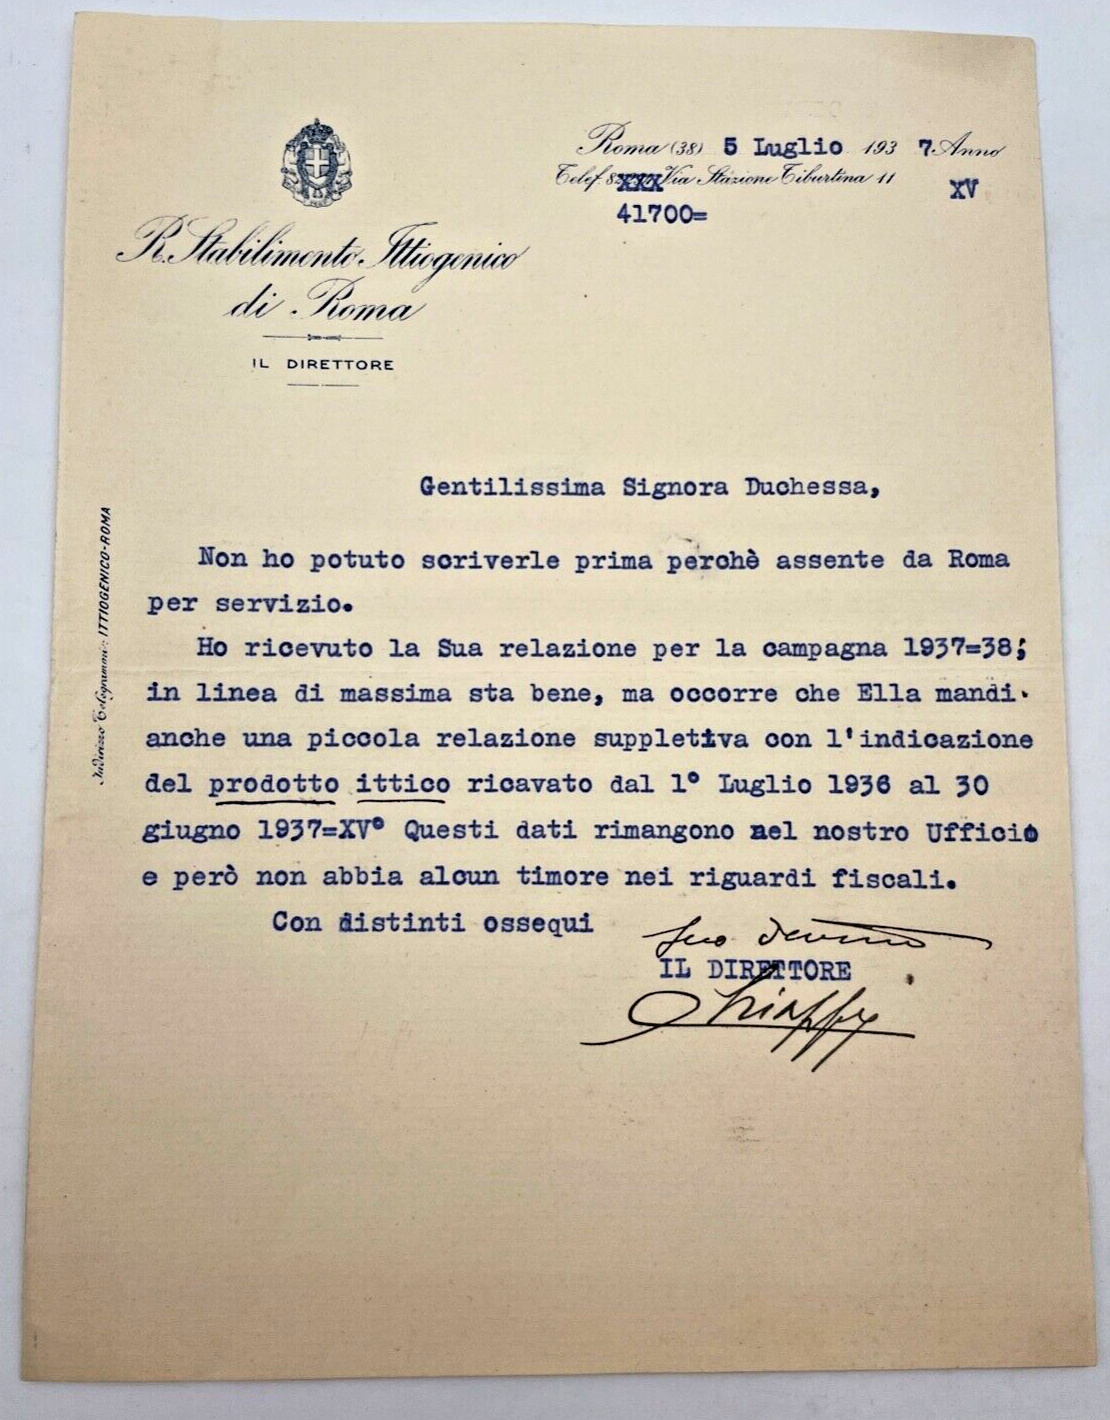 Roma (38) 5 Luglio 1937 Anno
Telef. Via Stazione Tiburtina 11 XV
41700=
R. Stabilimento Ittiogenico
di Roma
IL DIRETTORE
Indirizzo Telegrammi: ITTIOGENICO-ROMA
Gentilissima Signora Duchessa,
Non ho potuto scriverle prima perchè assente da Roma
per servizio.
Ho ricevuto la Sua relazione per la campagna 1937=38;
in linea di massima sta bene, ma occorre che Ella mandi
anche una piccola relazione suppletiva con l'indicazione
del prodotto ittico ricavato dal 1° Luglio 1936 al 30
giugno 1937=XV° Questi dati rimangono nel nostro Ufficio
e però non abbia alcun timore nei riguardi fiscali.
Con distinti ossequi
Suo devmo
IL DIRETTORE